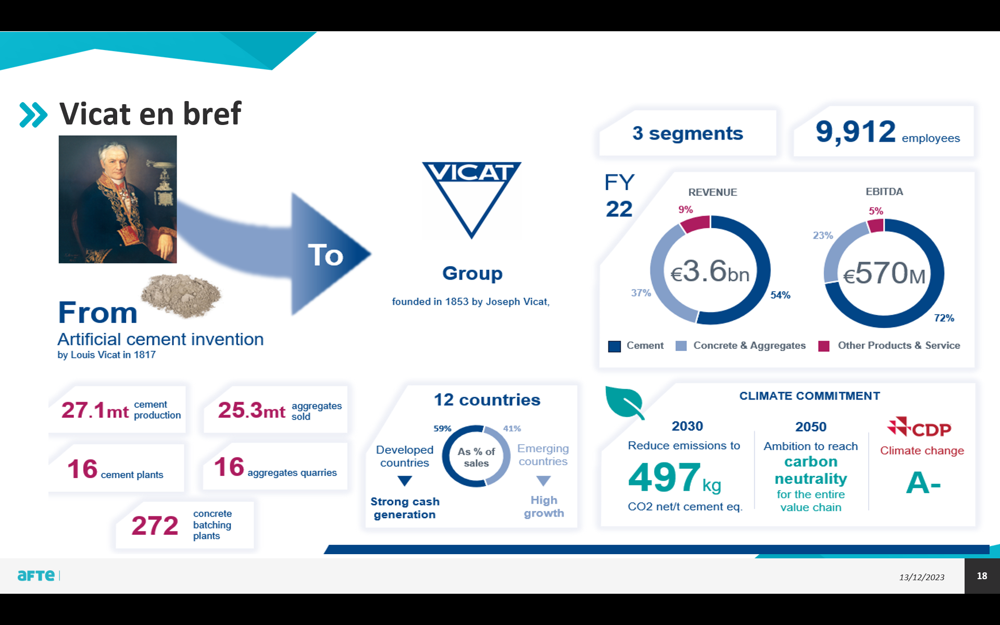 Vicat en bref
To
From
Artificial cement invention
by Louis Vicat in 1817
VICAT
Group
founded in 1853 by Joseph Vicat,
3 segments
9,912 employees
FY
22
REVENUE
9%
€3.6bn
37%
54%
EBITDA
5%
23%
€570M
72%
Cement
Concrete & Aggregates
Other Products & Service
27.1mt cement
production
25.3mt aggregates
sold
16 cement plants
16 aggregates quarries
272 concrete
batching
plants
12 countries
59%
41%
As % of
sales
Developed
countries
Strong cash
generation
Emerging
countries
High
growth
CLIMATE COMMITMENT
2030
Reduce emissions to
497 kg
CO2 net/t cement eq.
2050
Ambition to reach
carbon
neutrality
for the entire
value chain
CDP
Climate change
A-
aFTe
13/12/2023
18